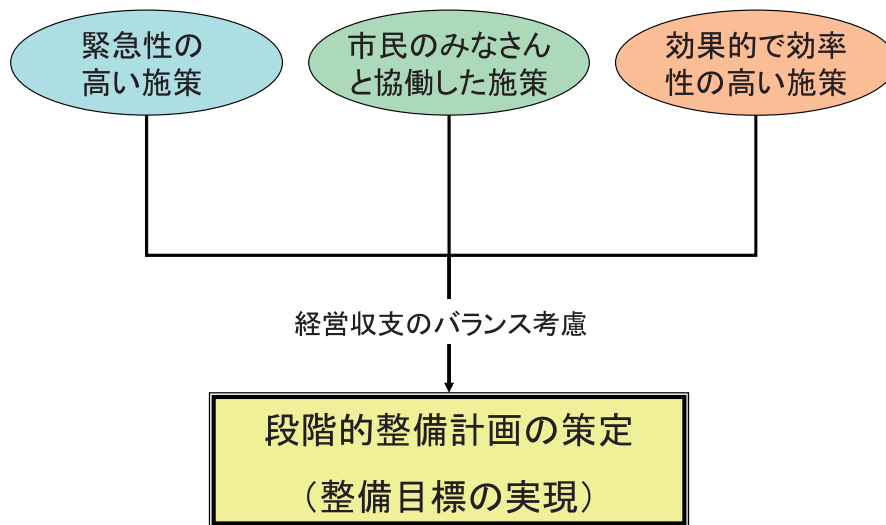 緊急性の
高い施策
市民のみなさん
と協働した施策
効果的で効率
性の高い施策
経営収支のバランス考慮
段階的整備計画の策定
（整備目標の実現）